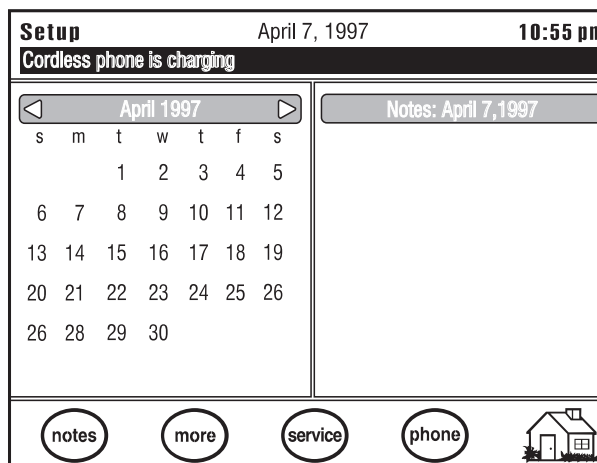 Setup April 7, 1997 10:55 pm
Cordless phone is charging
April 1997
s m t w t f s
1 2 3 4 5
6 7 8 9 10 11 12
13 14 15 16 17 18 19
20 21 22 23 24 25 26
26 28 29 30
Notes: April 7,1997
notes more service phone